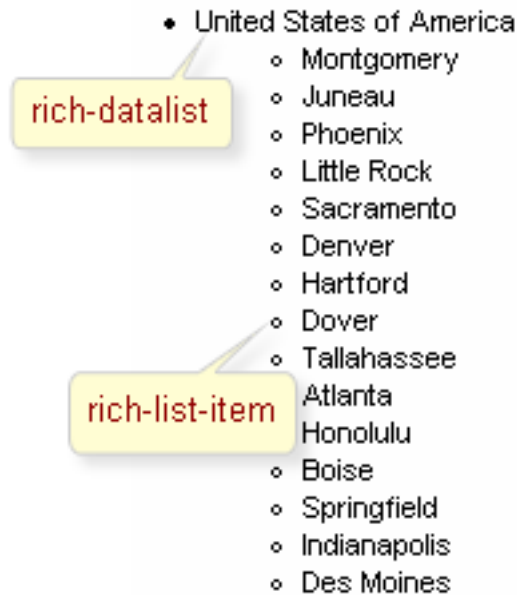 United States of America
Montgomery
rich-datalist
Juneau
Phoenix
Little Rock
Sacramento
Denver
Hartford
Dover
Tallahassee
rich-list-item
Atlanta
Honolulu
Boise
Springfield
Indianapolis
Des Moines